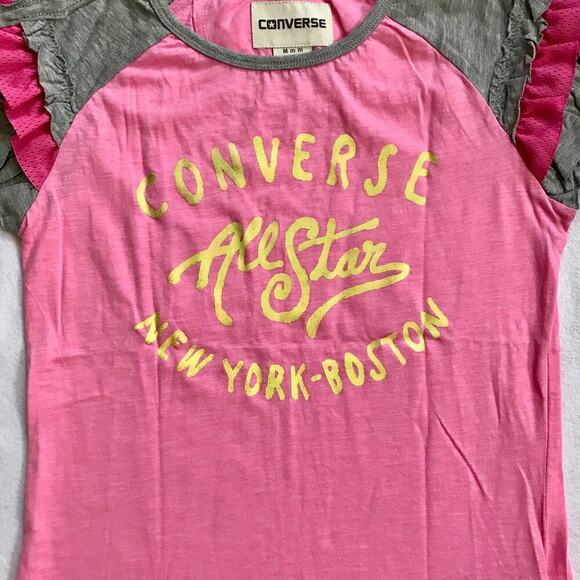 CONVERSE
M m m
CONVERSE
All Star
NEW YORK-BOSTON